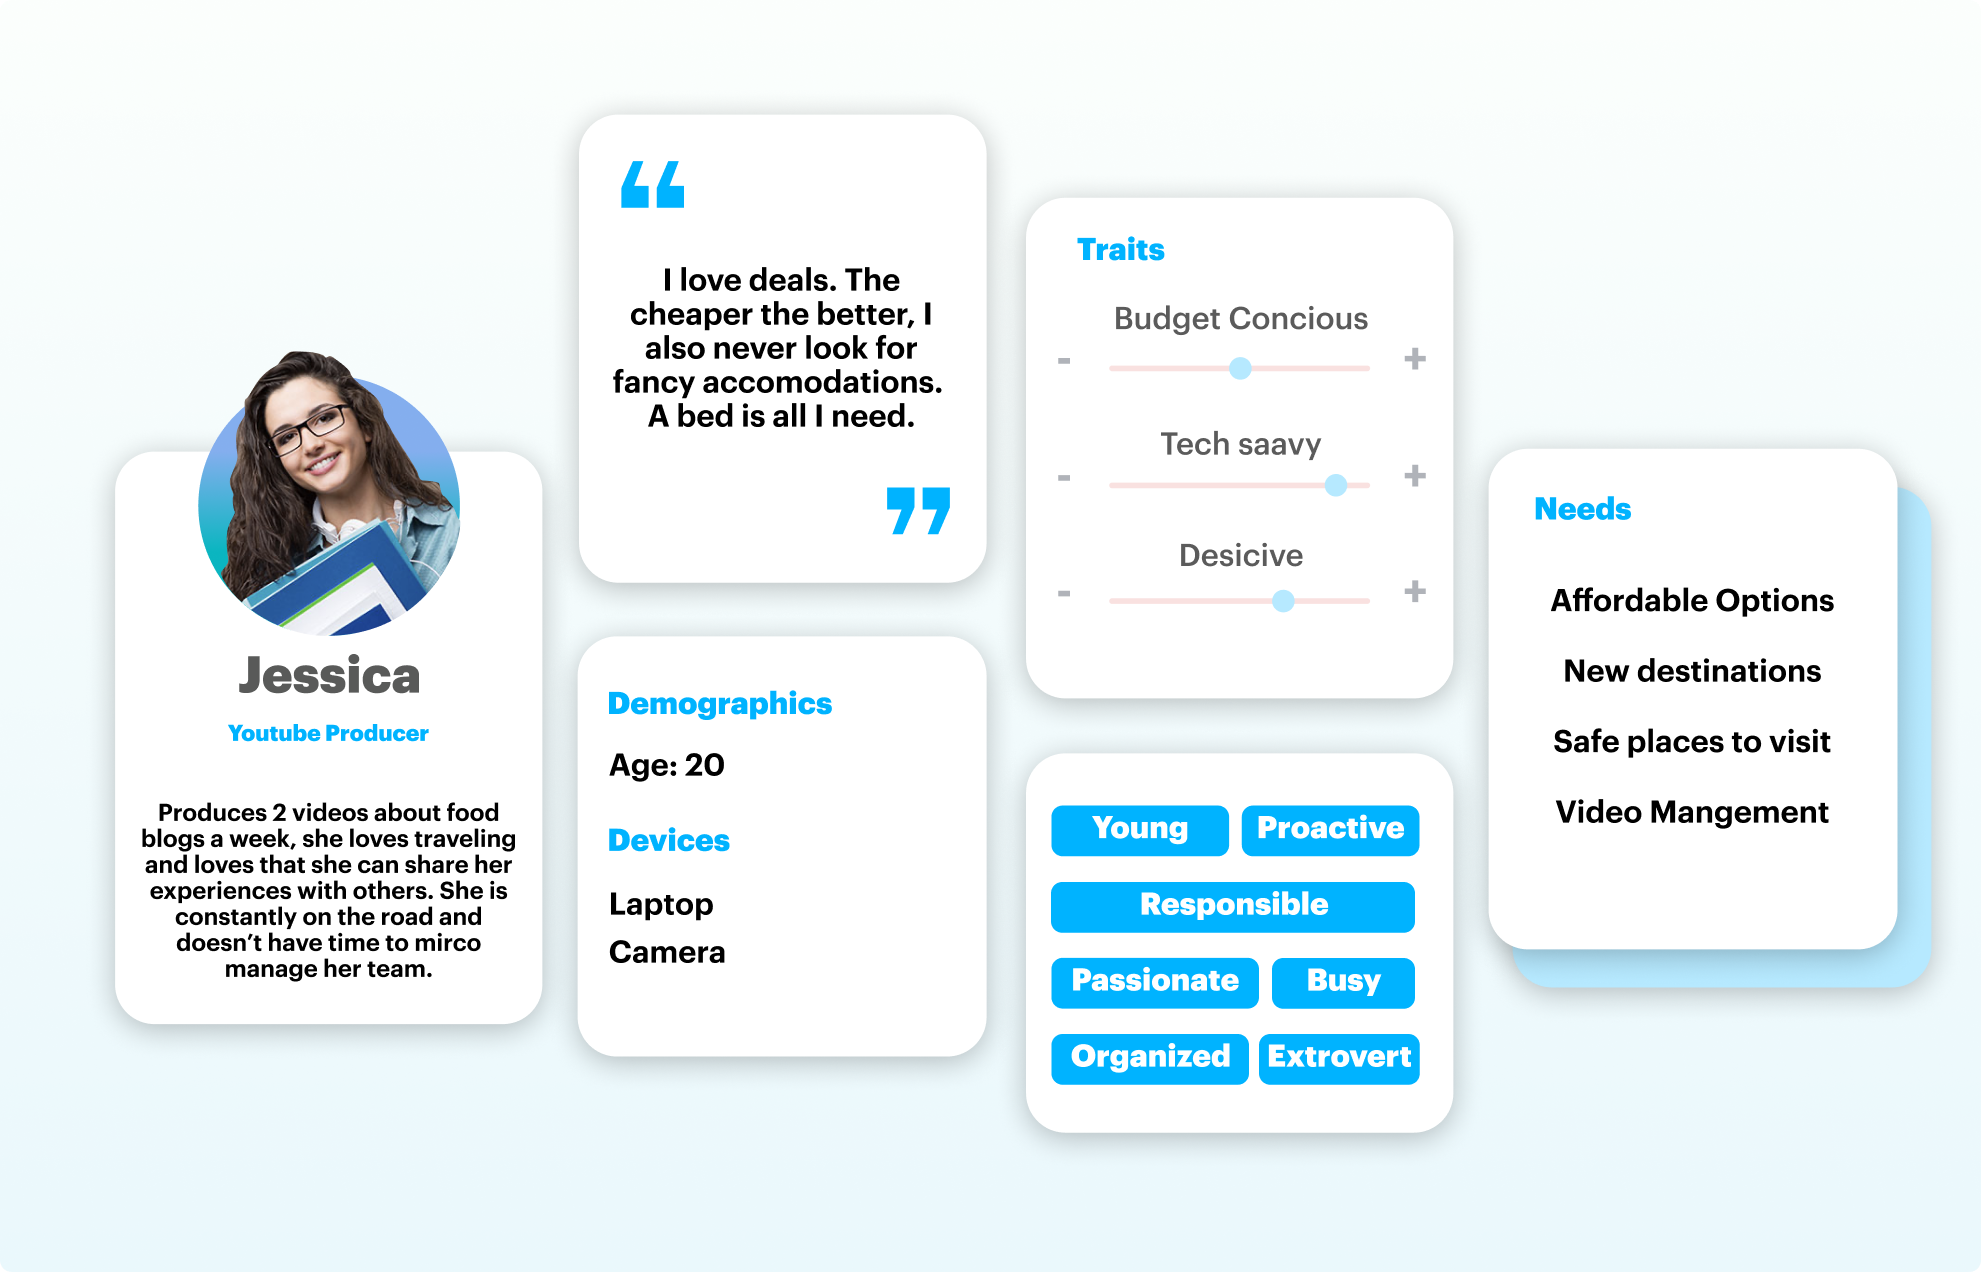 Jessica
Youtube Producer
Produces 2 videos about food
blogs a week, she loves traveling
and loves that she can share her
experiences with others. She is
constantly on the road and
doesn’t have time to mirco
manage her team.
“
I love deals. The
cheaper the better, I
also never look for
fancy accomodations.
A bed is all I need.
”
Demographics
Age: 20
Devices
Laptop
Camera
Traits
Budget Concious
- +
Tech saavy
- +
Desicive
- +
Young Proactive
Responsible
Passionate Busy
Organized Extrovert
Needs
Affordable Options
New destinations
Safe places to visit
Video Mangement